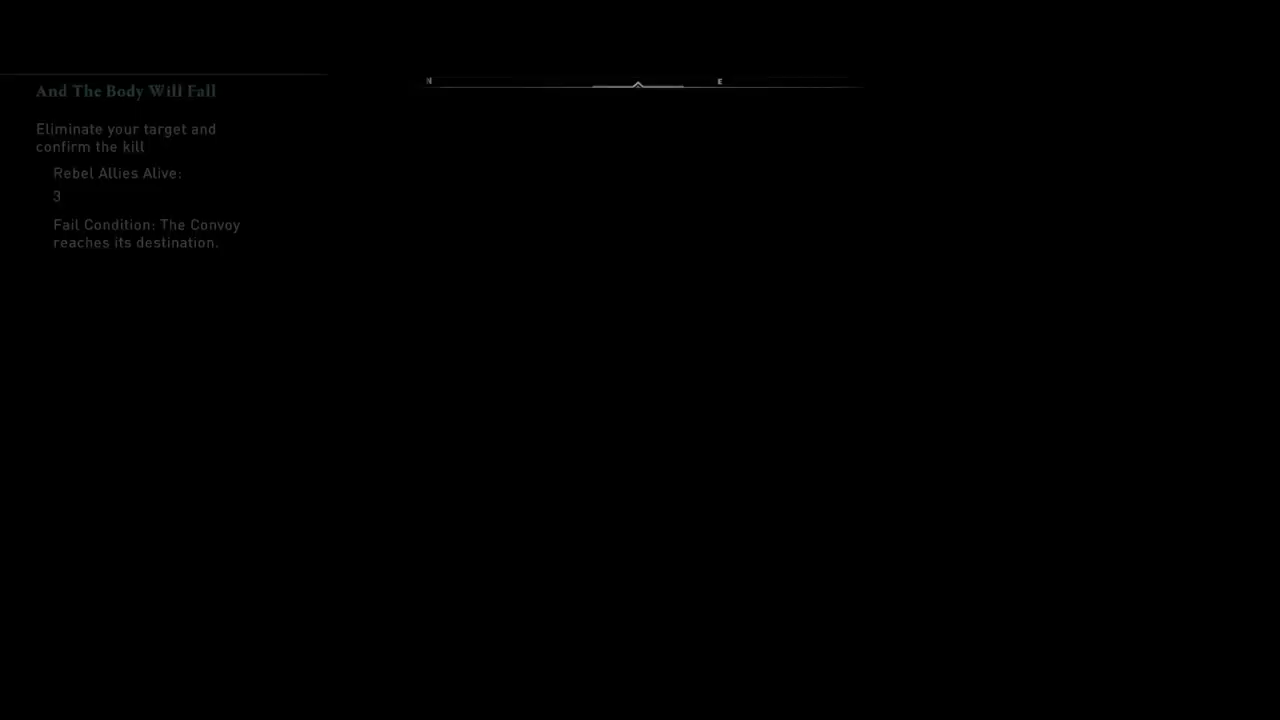 N
E
And The Body Will Fall
Eliminate your target and
confirm the kill
Rebel Allies Alive:
3
Fail Condition: The Convoy
reaches its destination.